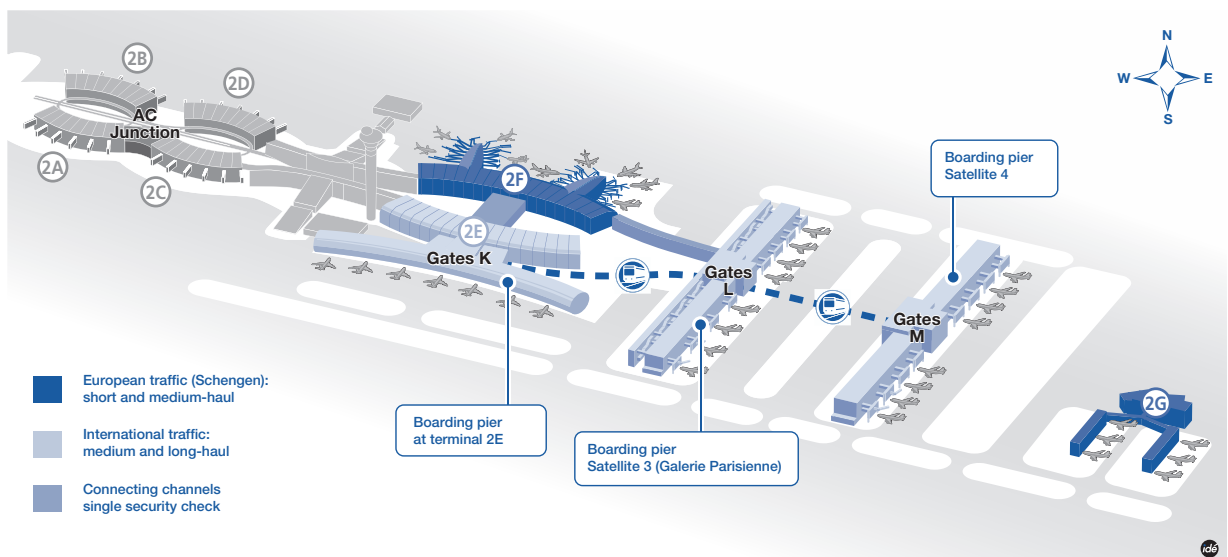 N
W
E
S
2B
2D
AC
Junction
2A
2C
2F
2E
Gates K
Gates
L
Gates
M
Boarding pier
Satellite 4
2G
European traffic (Schengen):
short and medium-haul
International traffic:
medium and long-haul
Connecting channels
single security check
Boarding pier
at terminal 2E
Boarding pier
Satellite 3 (Galerie Parisienne)
idé